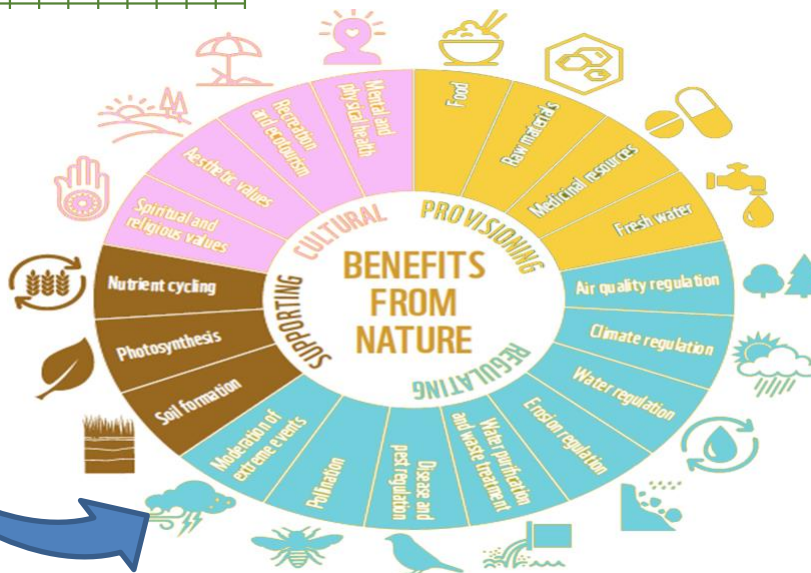 Mental and
physical health
Food
Recreation
and ecotourism
Raw materials
Aesthetic values
Medicinal resources
Spiritual and
religious values
Fresh water
CULTURAL
PROVISIONING
BENEFITS
FROM
NATURE
SUPPORTING
REGULATING
Nutrient cycling
Air quality regulation
Photosynthesis
Climate regulation
Soil formation
Water regulation
Moderation of
extreme events
Erosion regulation
Pollination
Water purification
and waste treatment
Disease and
pest regulation